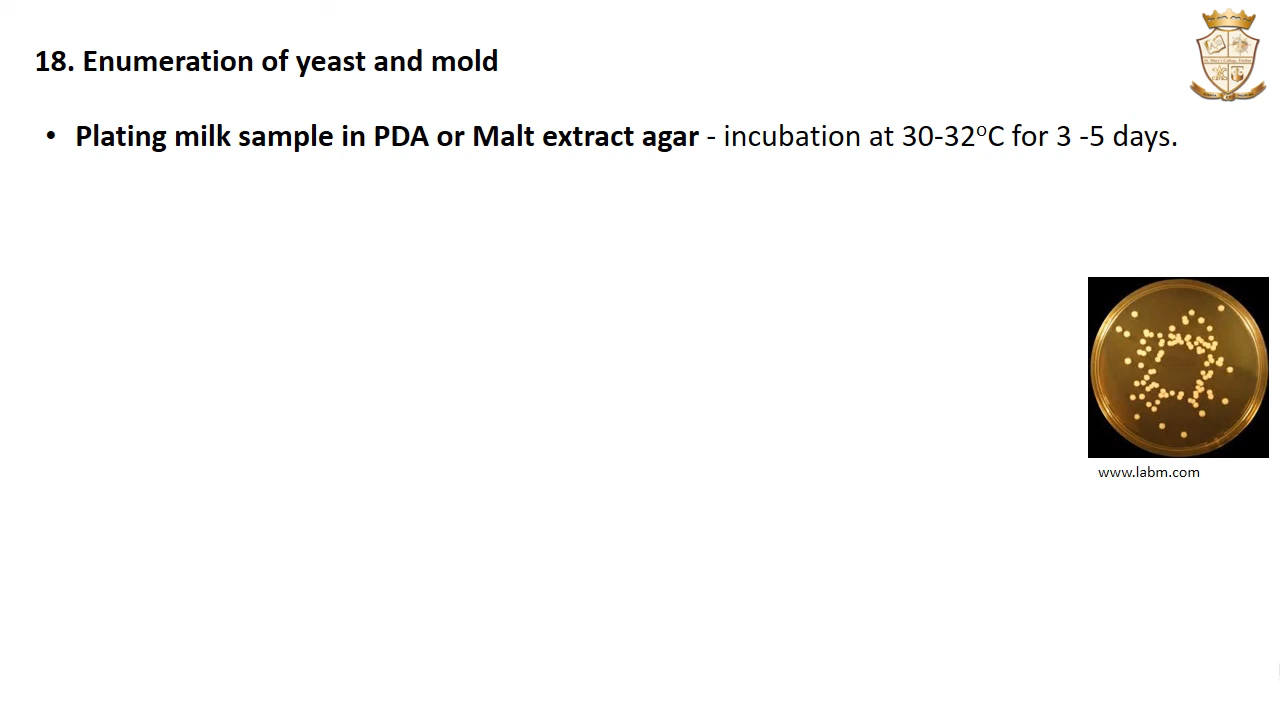 18. Enumeration of yeast and mold
• Plating milk sample in PDA or Malt extract agar - incubation at 30-32ºC for 3 -5 days.
www.labm.com